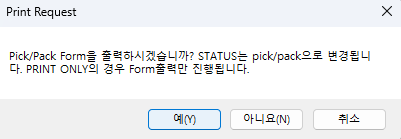 Print Request
Pick/Pack Form을 출력하시겠습니까? STATUS는 pick/pack으로 변경됩니
다. PRINT ONLY의 경우 Form출력만 진행됩니다.
예(Y) 아니요(N) 취소